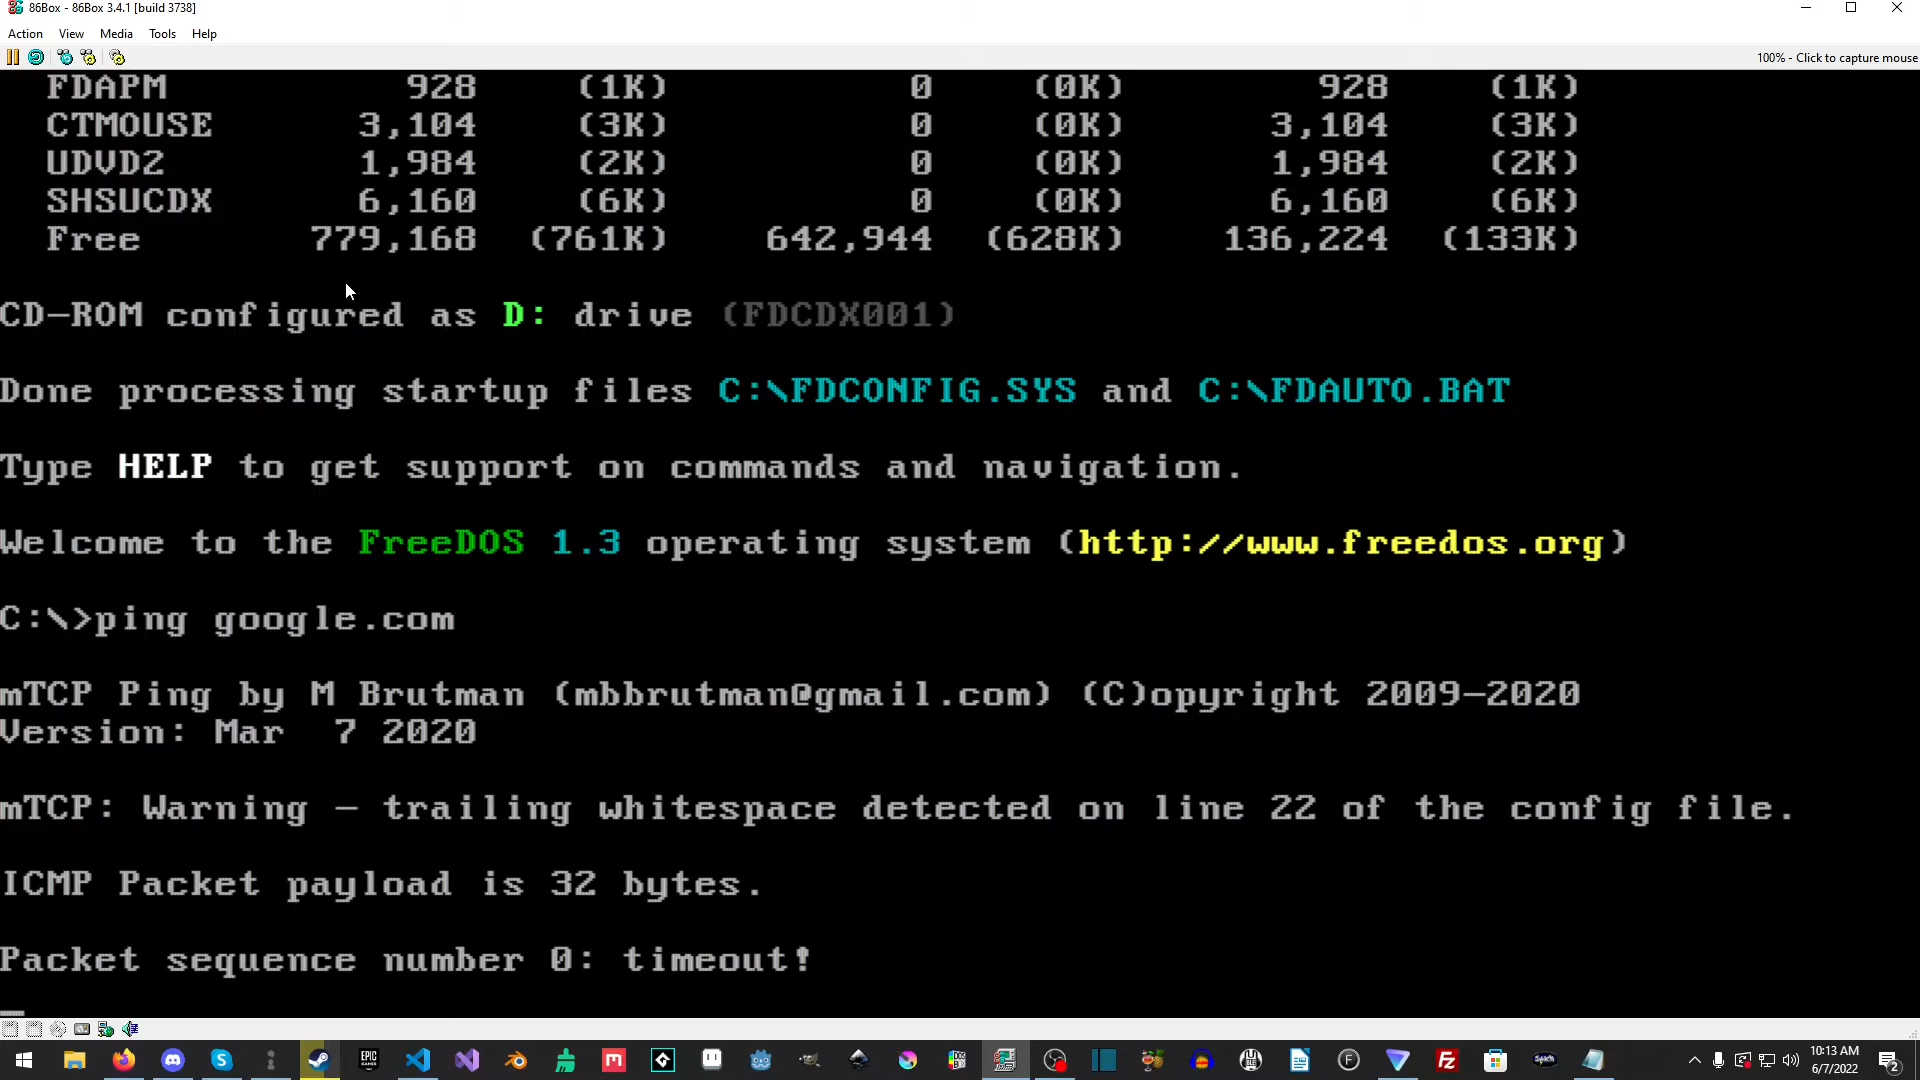 86Box - 86Box 3.4.1 [build 3738]
Action View Media Tools Help
100% - Click to capture mouse
FDAPM 928 (1K) 0 (0K) 928 (1K)
CTMOUSE 3,104 (3K) 0 (0K) 3,104 (3K)
UDVD2 1,984 (2K) 0 (0K) 1,984 (2K)
SHSUCDX 6,160 (6K) 0 (0K) 6,160 (6K)
Free 779,168 (761K) 642,944 (628K) 136,224 (133K)
CD-ROM configured as D: drive (FDCDX001)
Done processing startup files C:\FDCONFIG.SYS and C:\FDAUTO.BAT
Type HELP to get support on commands and navigation.
Welcome to the FreeDOS 1.3 operating system (http://www.freedos.org)
C:\>ping google.com
mTCP Ping by M Brutman (mbbrutman@gmail.com) (C)opyright 2009-2020
Version: Mar 7 2020
mTCP: Warning - trailing whitespace detected on line 22 of the config file.
ICMP Packet payload is 32 bytes.
Packet sequence number 0: timeout!
10:13 AM
6/7/2022
2